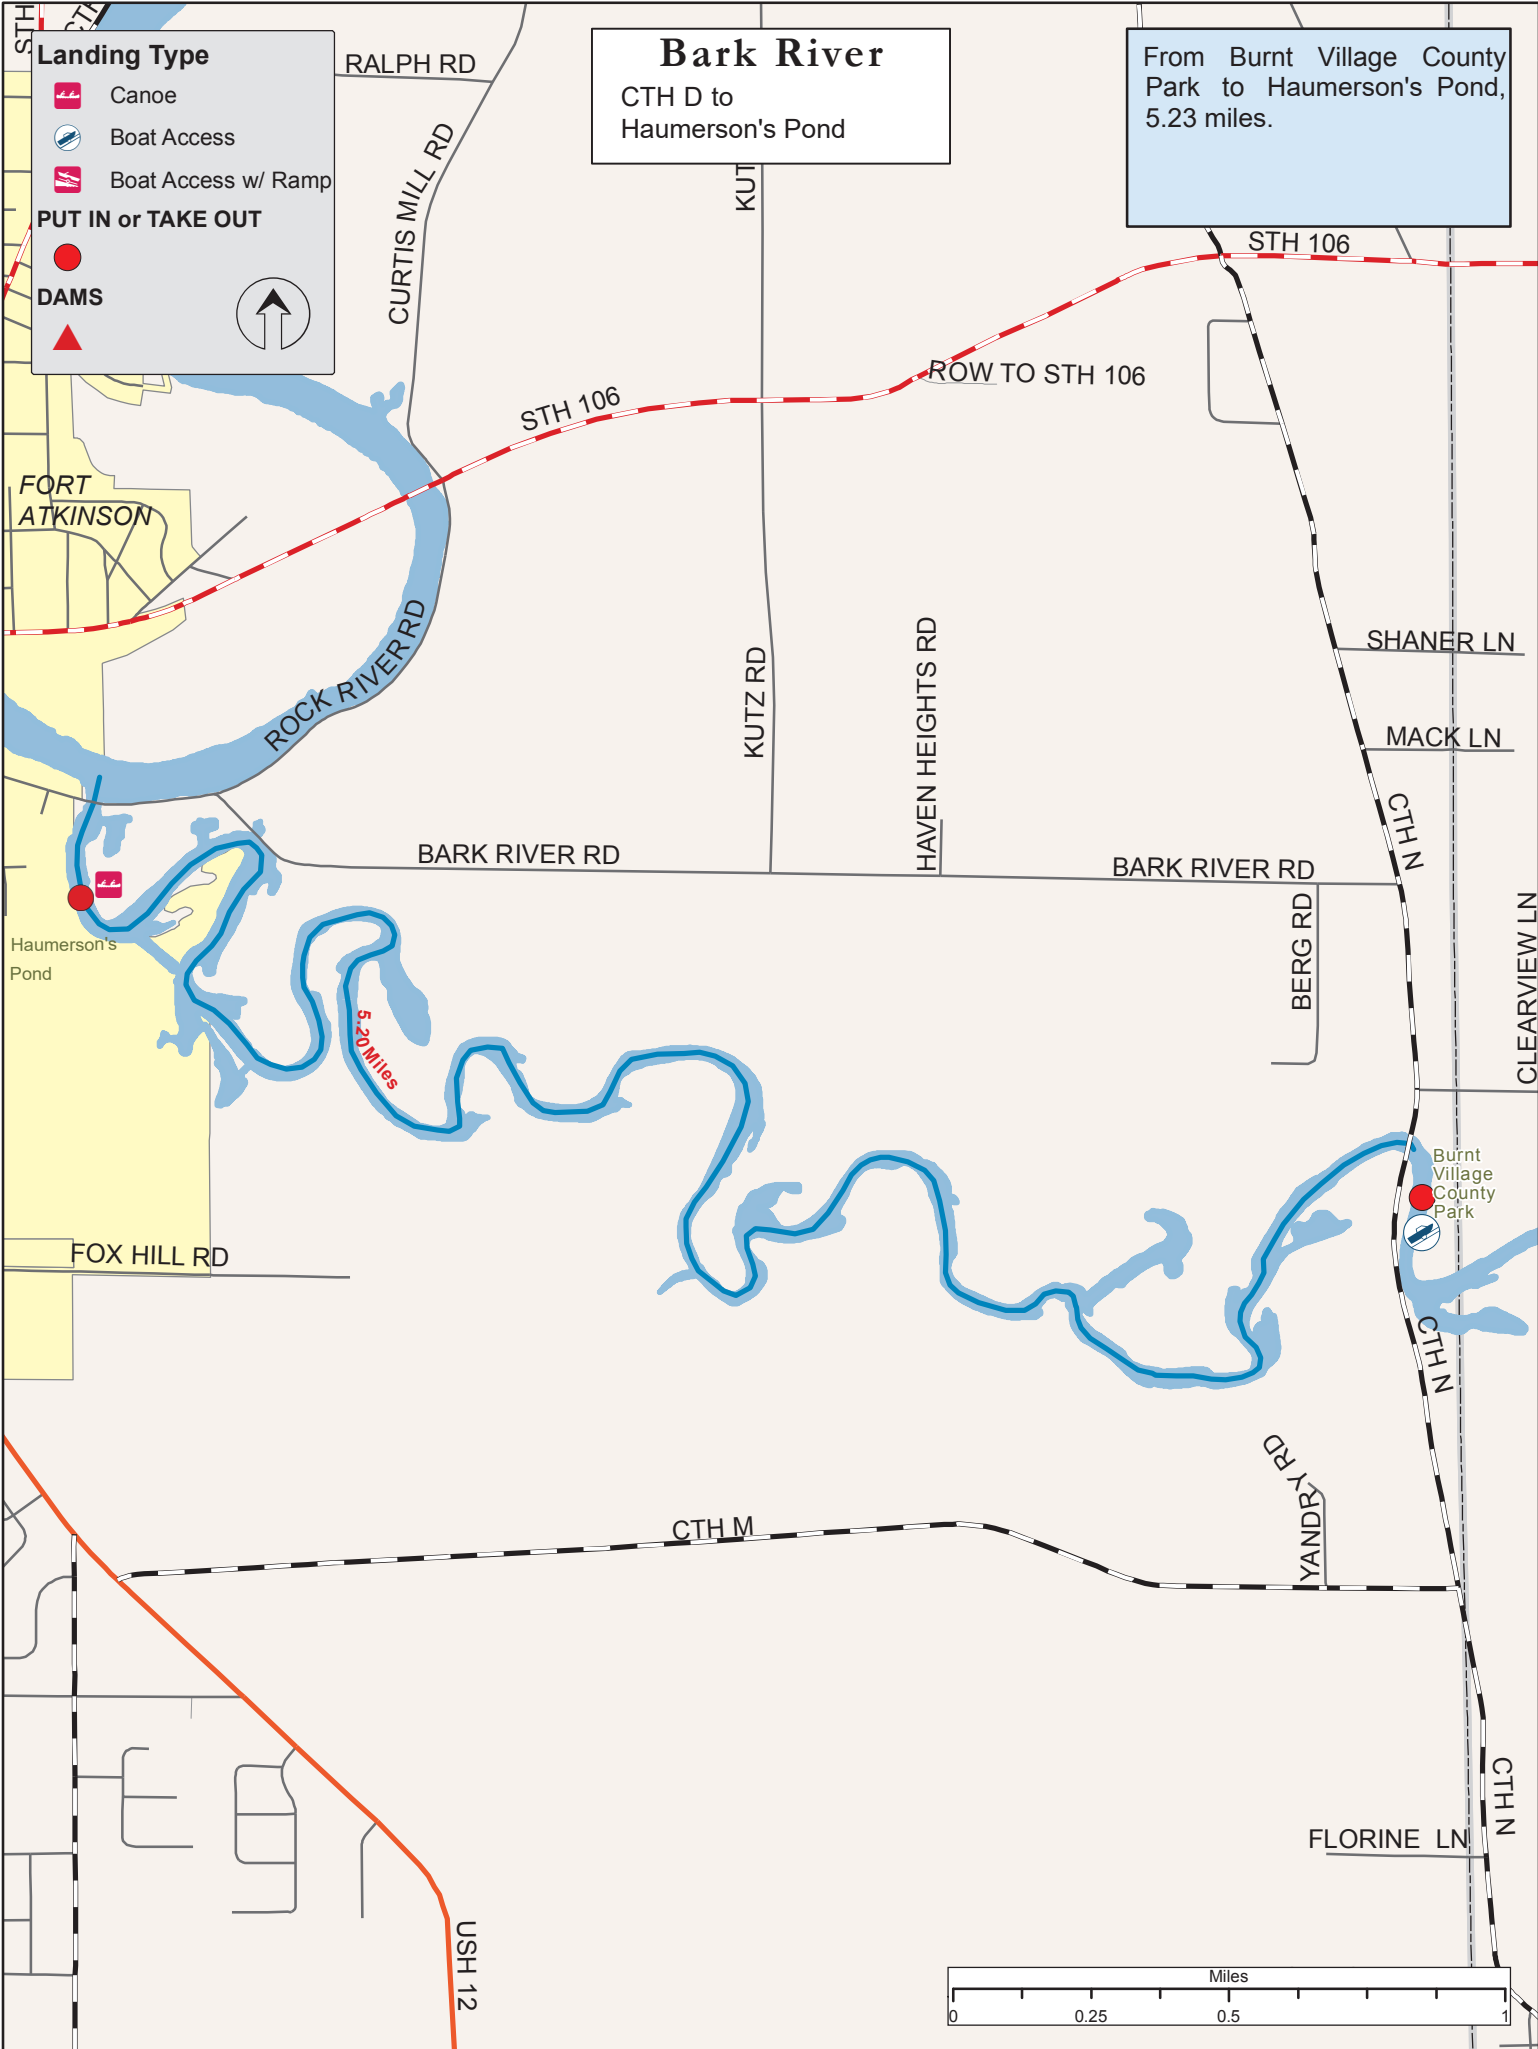 STH
CTH
Landing Type
Canoe
Boat Access
Boat Access w/ Ramp
PUT IN or TAKE OUT
DAMS
RALPH RD
Bark River
CTH D to
Haumerson's Pond
From Burnt Village County
Park to Haumerson's Pond,
5.23 miles.
CURTIS MILL RD
KUT
STH 106
ROW TO STH 106
STH 106
FORT
ATKINSON
ROCK RIVER RD
KUTZ RD
HAVEN HEIGHTS RD
SHANER LN
MACK LN
CTH N
BARK RIVER RD
BARK RIVER RD
BERG RD
CLEARVIEW LN
Haumerson's
Pond
5.20 Miles
Burnt
Village
County
Park
FOX HILL RD
CTH N
YANDRY RD
CTH M
CTH N
FLORINE LN
USH 12
Miles
0 0.25 0.5 1